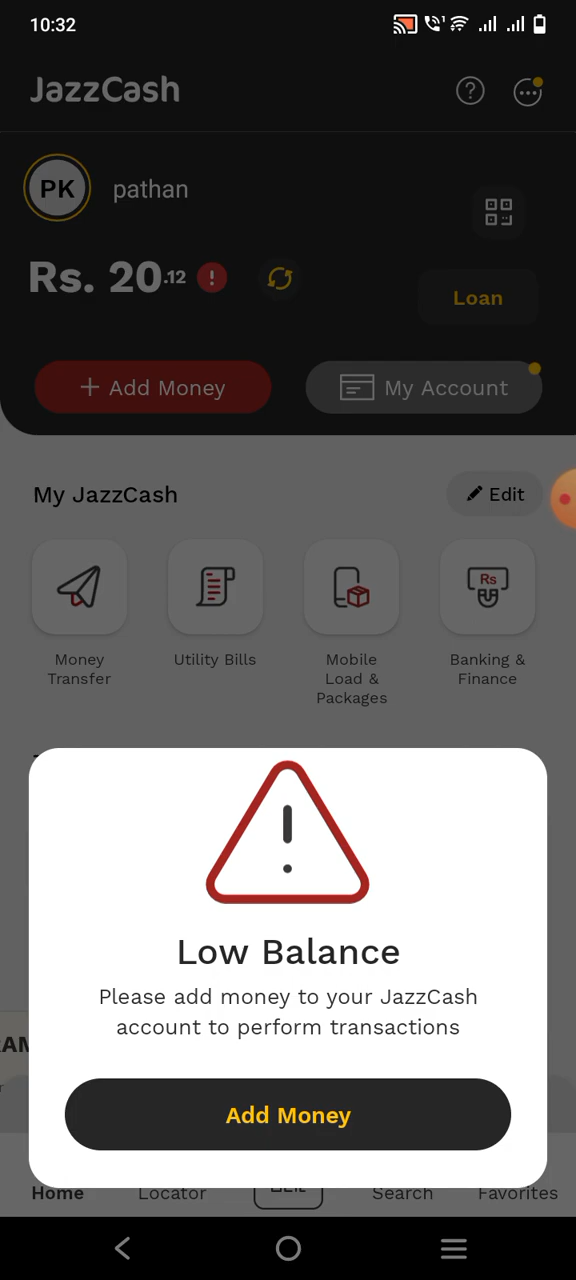 10:32
JazzCash
PK
pathan
Rs. 20.12
Loan
+ Add Money
My Account
My JazzCash
Edit
Rs
Money
Transfer
Utility Bills
Mobile
Load &
Packages
Banking &
Finance
Low Balance
Please add money to your JazzCash
account to perform transactions
Add Money
Home
Locator
Search
Favorites